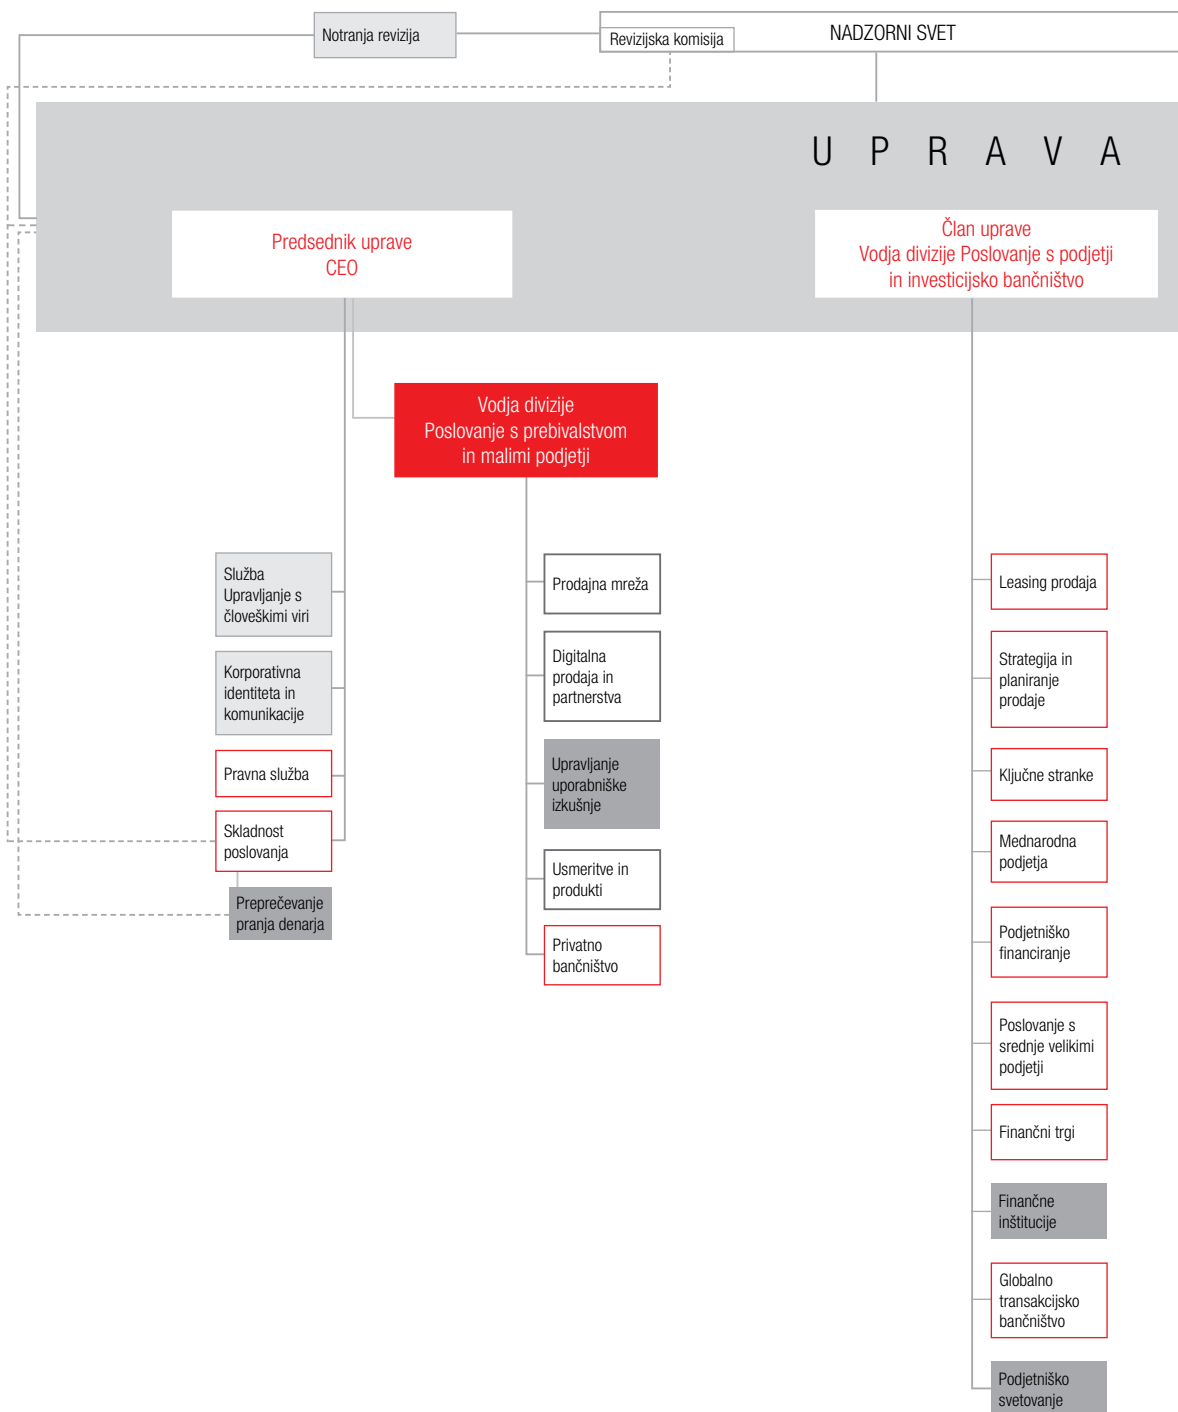 Notranja revizija
Revizijska komisija
NADZORNI SVET
U P R A V A
Predsednik uprave
CEO
Član uprave
Vodja divizije Poslovanje s podjetji
in investicijsko bančništvo
Vodja divizije
Poslovanje s prebivalstvom
in malimi podjetji
Služba
Upravljanje s
človeškimi viri
Korporativna
identiteta in
komunikacije
Pravna služba
Skladnost
poslovanja
Preprečevanje
pranja denarja
Prodajna mreža
Digitalna
prodaja in
partnerstva
Upravljanje
uporabniške
izkušnje
Usmeritve in
produkti
Privatno
bančništvo
Leasing prodaja
Strategija in
planiranje
prodaje
Ključne stranke
Mednarodna
podjetja
Podjetniško
financiranje
Poslovanje s
srednje velikimi
podjetji
Finančni trgi
Finančne
inštitucije
Globalno
transakcijsko
bančništvo
Podjetniško
svetovanje